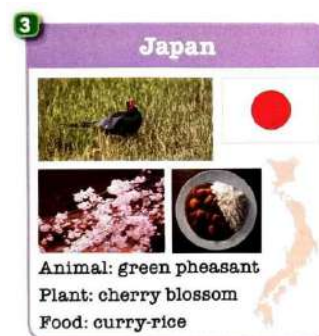 3
Japan
Animal: green pheasant
Plant: cherry blossom
Food: curry-rice